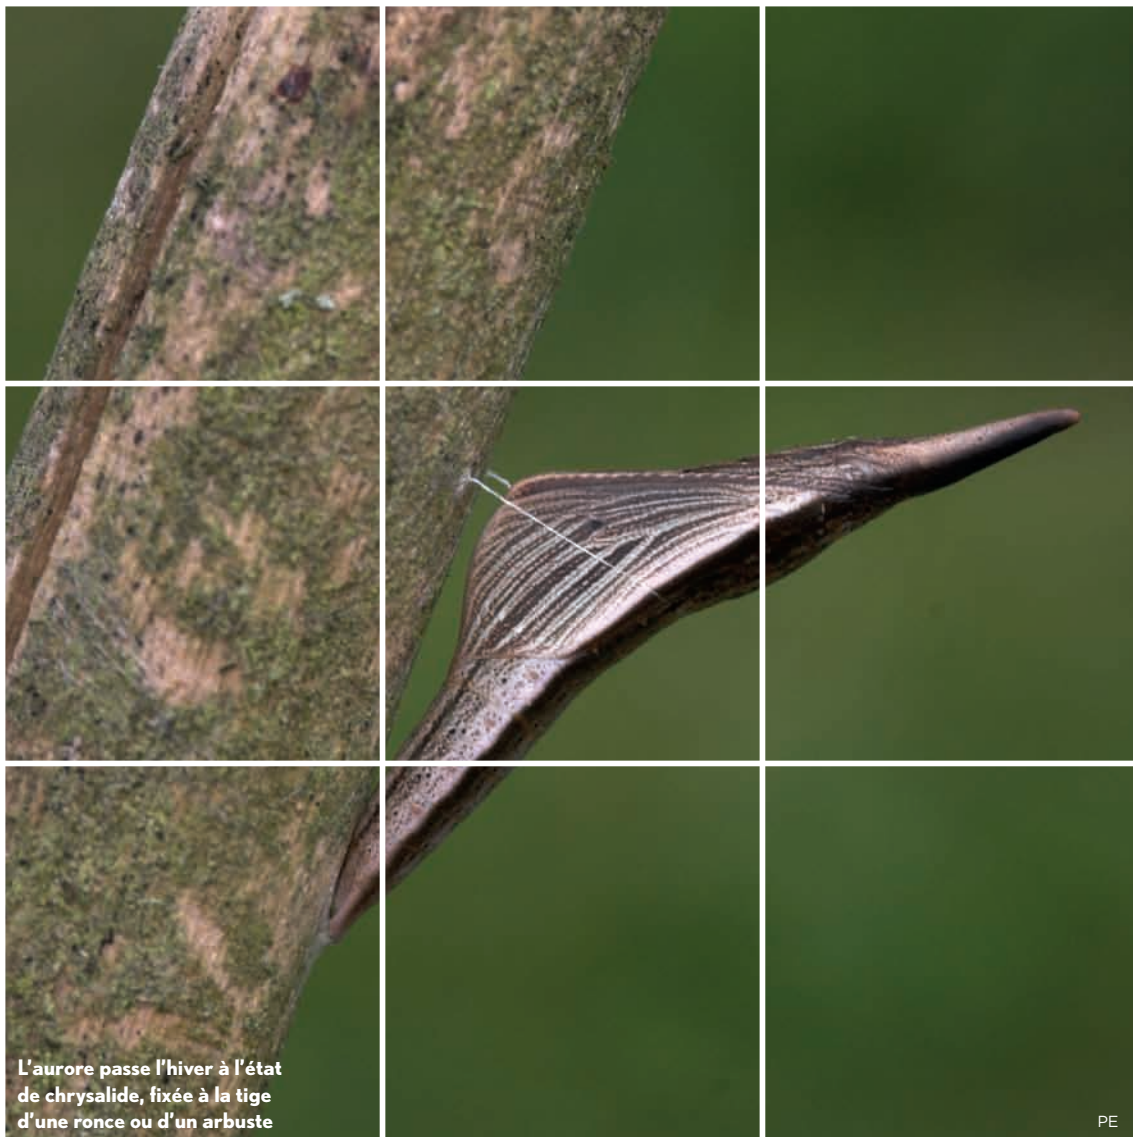 L'aurore passe l'hiver à l'état
de chrysalide, fixée à la tige
d'une ronce ou d'un arbuste
PE